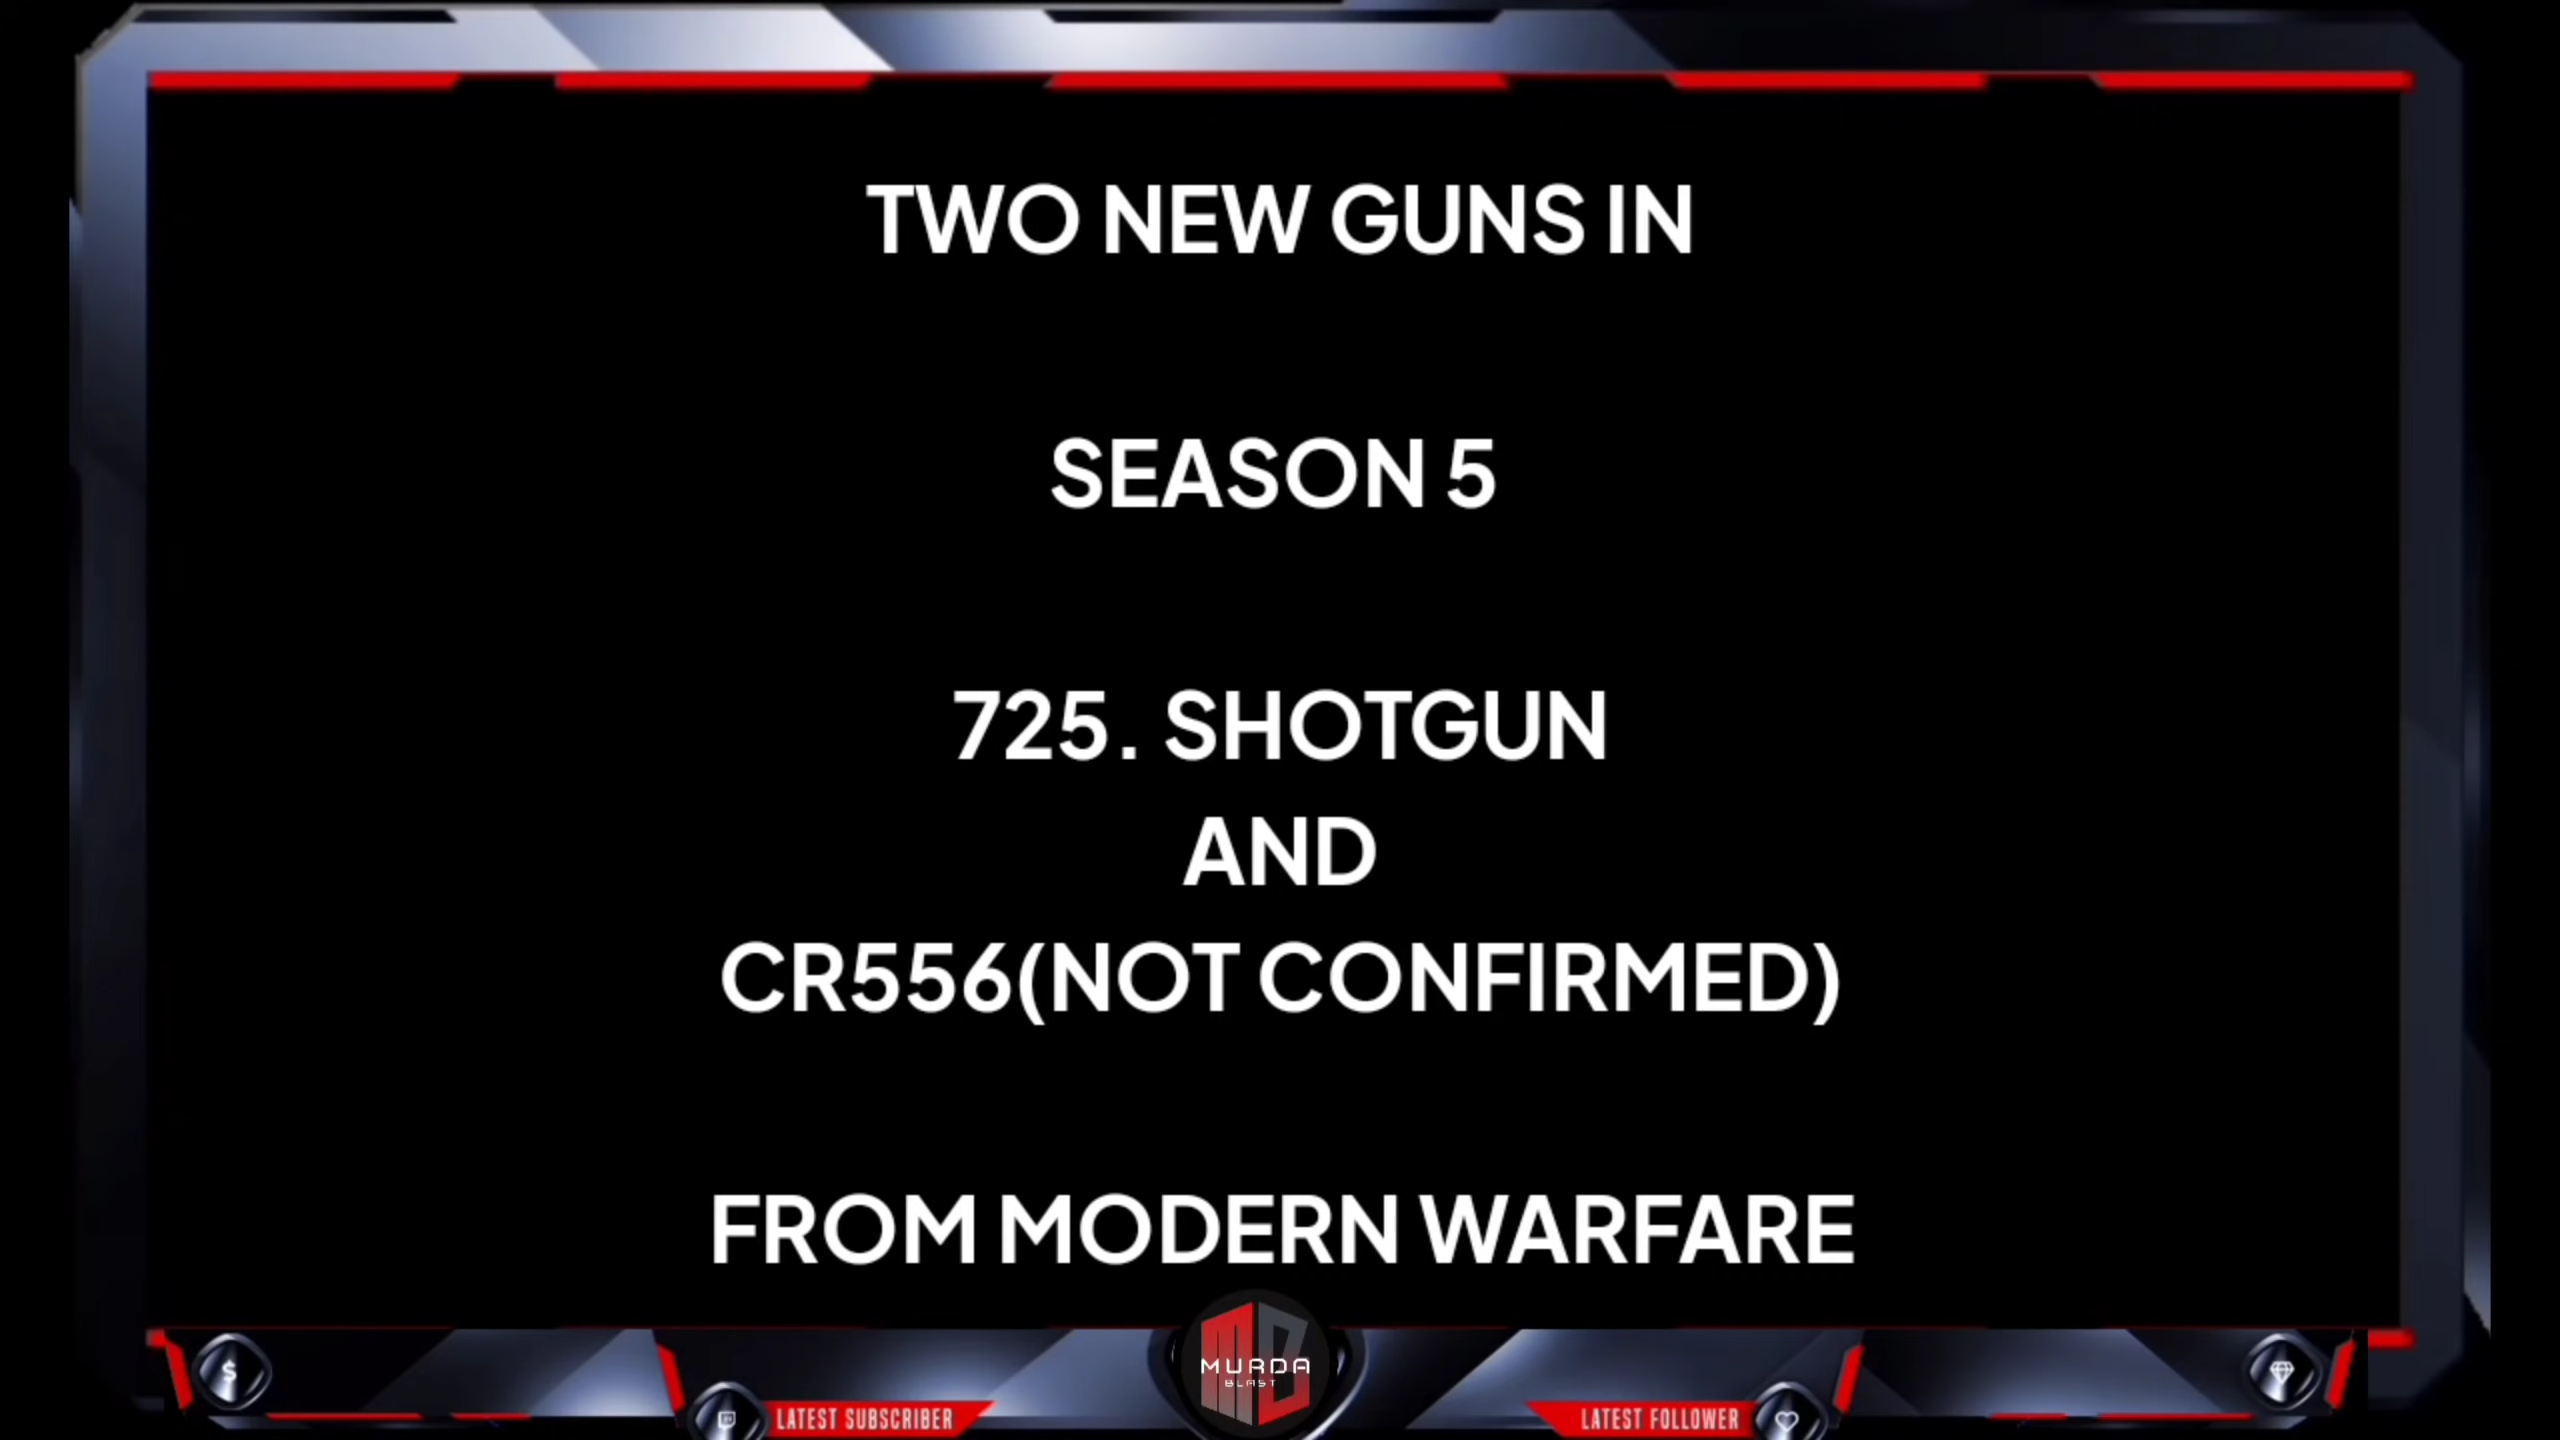 TWO NEW GUNS IN
SEASON 5
725. SHOTGUN
AND
CR556(NOT CONFIRMED)
FROM MODERN WARFARE
MURDA
BLAST
$
LATEST SUBSCRIBER
LATEST FOLLOWER